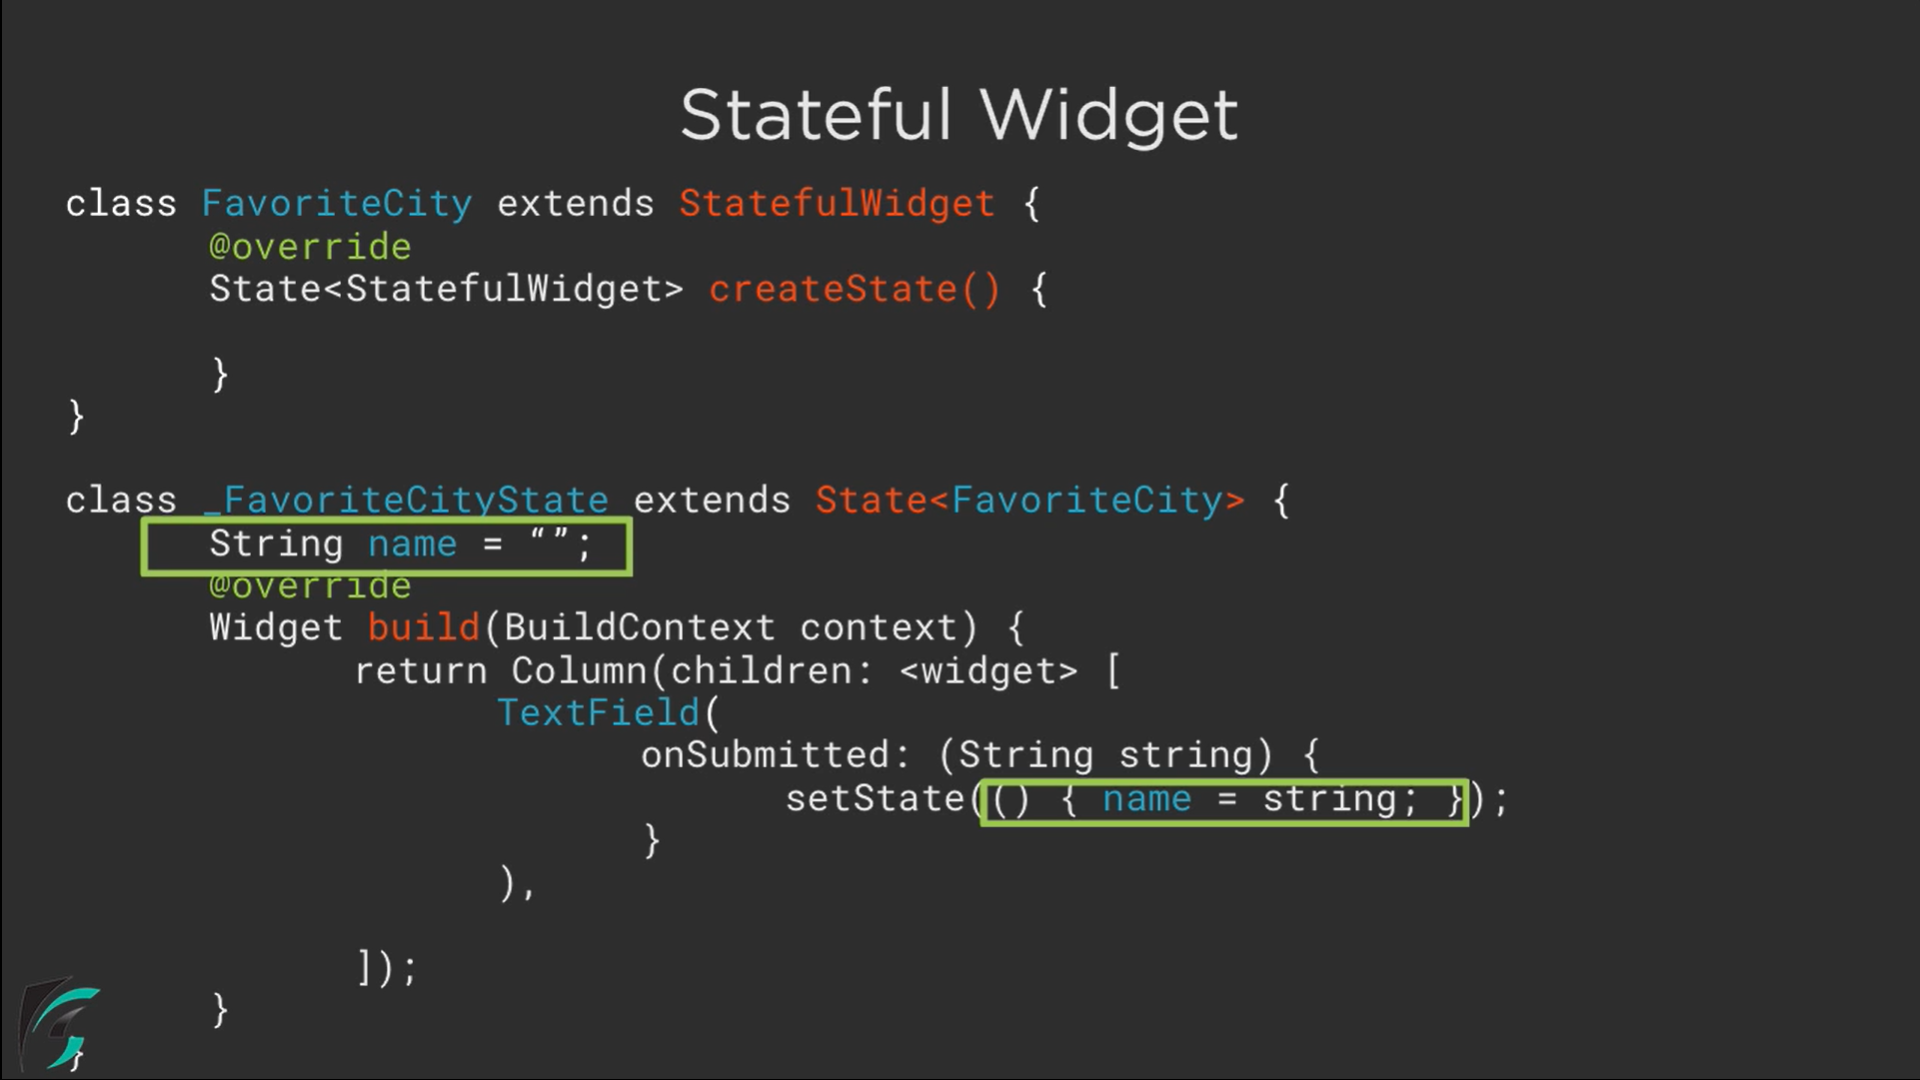 Stateful Widget
class FavoriteCity extends StatefulWidget {
@override
State<StatefulWidget> createState() {
}
}
class _FavoriteCityState extends State<FavoriteCity> {
String name = “”;
@override
Widget build(BuildContext context) {
return Column(children: <widget> [
TextField(
onSubmitted: (String string) {
setState(() { name = string; });
}
),
]);
}
}